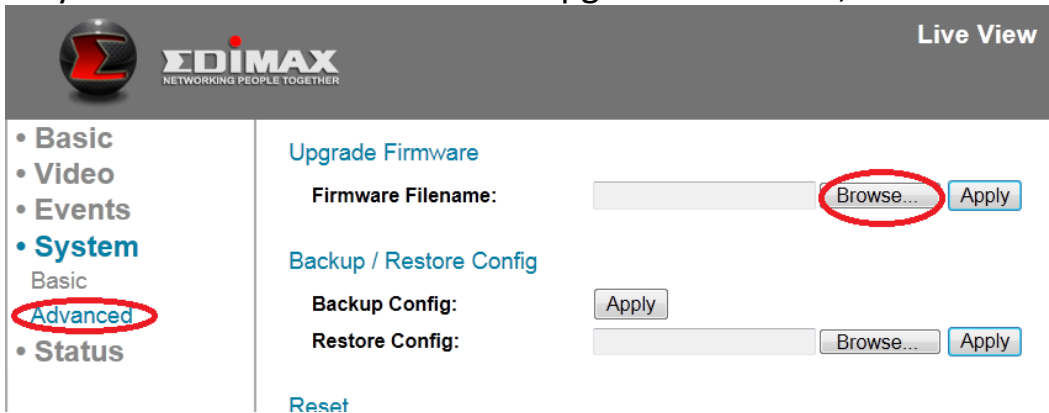 EDIMAX
NETWORKING PEOPLE TOGETHER
Live View
• Basic
• Video
• Events
• System
Basic
Advanced
• Status
Upgrade Firmware
Firmware Filename: Browse... Apply
Backup / Restore Config
Backup Config: Apply
Restore Config: Browse... Apply
Reset